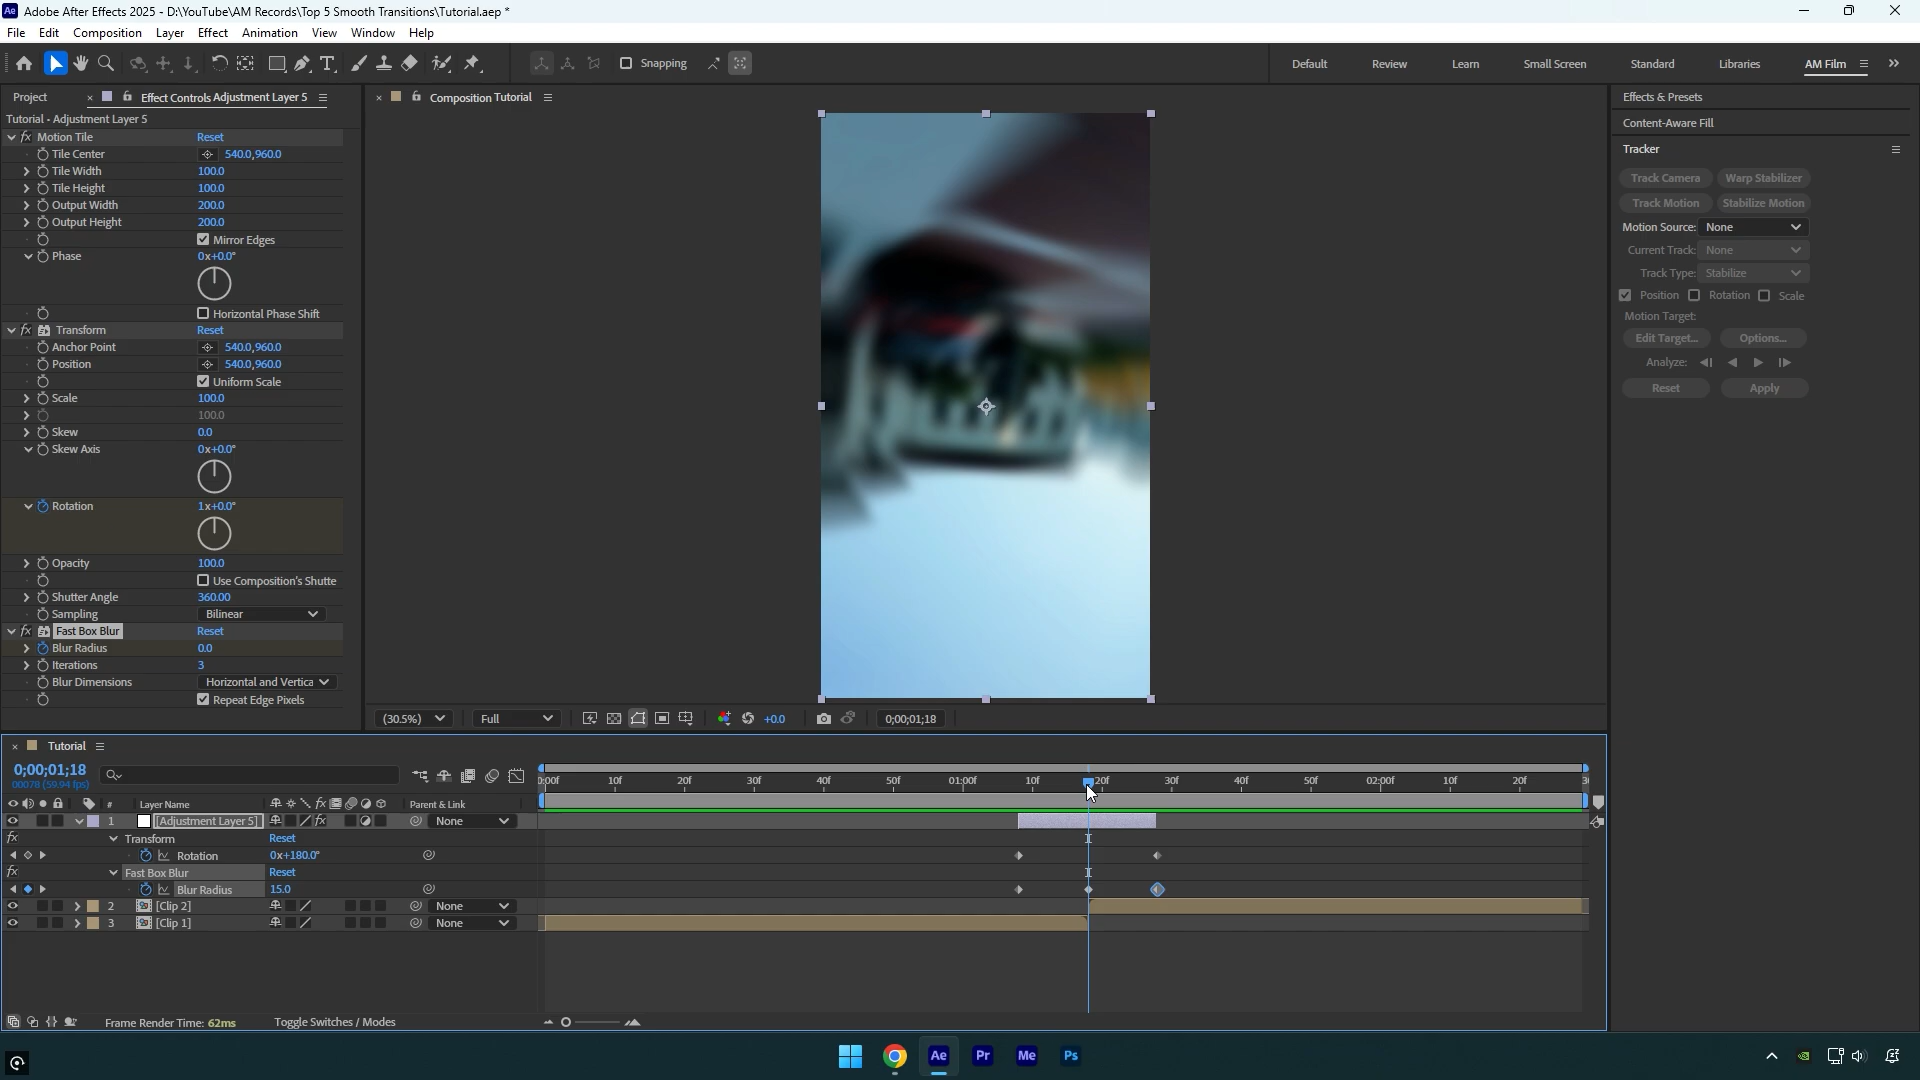 Adobe After Effects 2025 - D:\YouTube\AM Records\Top 5 Smooth Transitions\Tutorial.aep *
File Edit Composition Layer Effect Animation View Window Help
Snapping Default Review Learn Small Screen Standard Libraries AM Film
Project Effect Controls Adjustment Layer 5
Composition Tutorial
Effects & Presets
Tutorial - Adjustment Layer 5
Content-Aware Fill
Motion Tile Reset
Tile Center 540.0,960.0
Tile Width 100.0
Tile Height 100.0
Output Width 200.0
Output Height 200.0
Mirror Edges
Phase 0x+0.0°
Horizontal Phase Shift
Transform Reset
Anchor Point 540.0,960.0
Position 540.0,960.0
Uniform Scale
Scale 100.0
100.0
Skew 0.0
Skew Axis 0x+0.0°
Rotation 1x+0.0°
Opacity 100.0
Use Composition's Shutte
Shutter Angle 360.00
Sampling Bilinear
Fast Box Blur Reset
Blur Radius 0.0
Iterations 3
Blur Dimensions Horizontal and Vertica
Repeat Edge Pixels
Tracker
Track Camera Warp Stabilizer
Track Motion Stabilize Motion
Motion Source: None
Current Track: None
Track Type: Stabilize
Position Rotation Scale
Motion Target:
Edit Target... Options...
Analyze:
Reset Apply
(30.5%) Full +0.0 0;00;01;18
Tutorial
0;00;01;18
00078 (59.94 fps)
0:00f 10f 20f 30f 40f 50f 01:00f 10f 20f 30f 40f 50f 02:00f 10f 20f
# Layer Name Parent & Link
1 [Adjustment Layer 5] None
Transform Reset
Rotation 0x+180.0°
Fast Box Blur Reset
Blur Radius 15.0
2 [Clip 2] None
3 [Clip 1] None
Frame Render Time: 62ms Toggle Switches / Modes
Ae Pr Me Ps